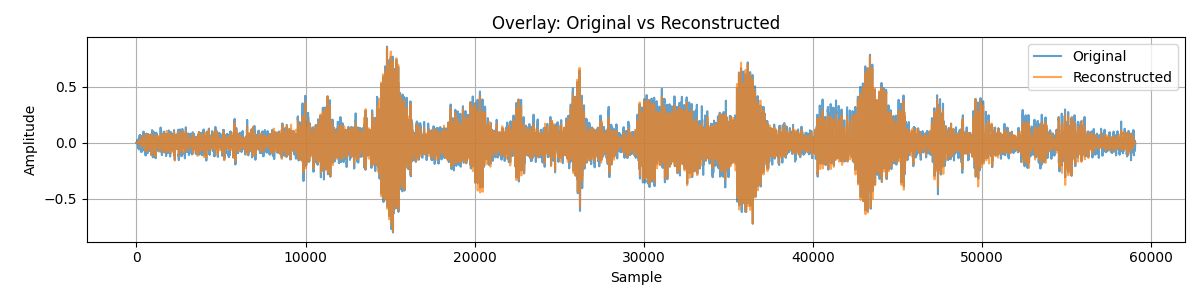 Overlay: Original vs Reconstructed
Original
Reconstructed
Amplitude
0.5
0.0
−0.5
0 10000 20000 30000 40000 50000 60000
Sample